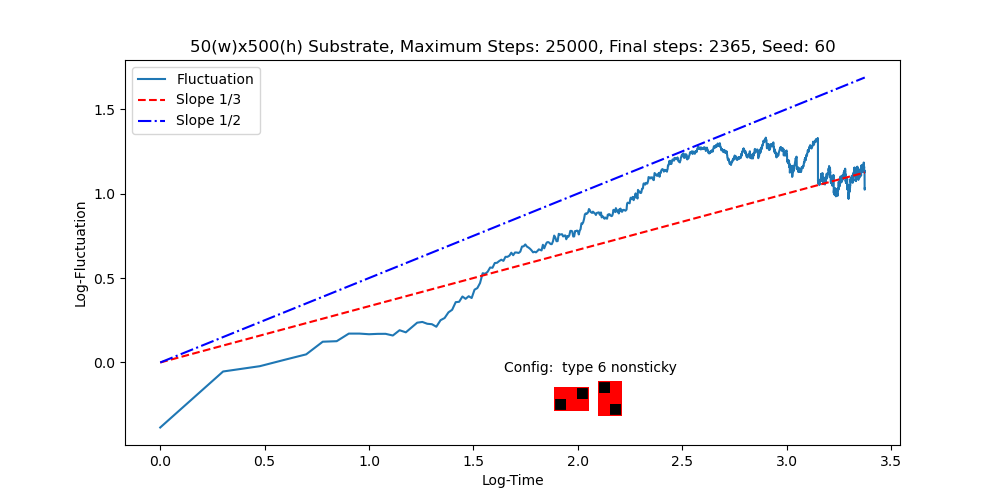 50(w)x500(h) Substrate, Maximum Steps: 25000, Final steps: 2365, Seed: 60
Fluctuation
Slope 1/3
Slope 1/2
1.5
1.0
0.5
0.0
Log-Fluctuation
Config:  type 6 nonsticky
0.0 0.5 1.0 1.5 2.0 2.5 3.0 3.5
Log-Time